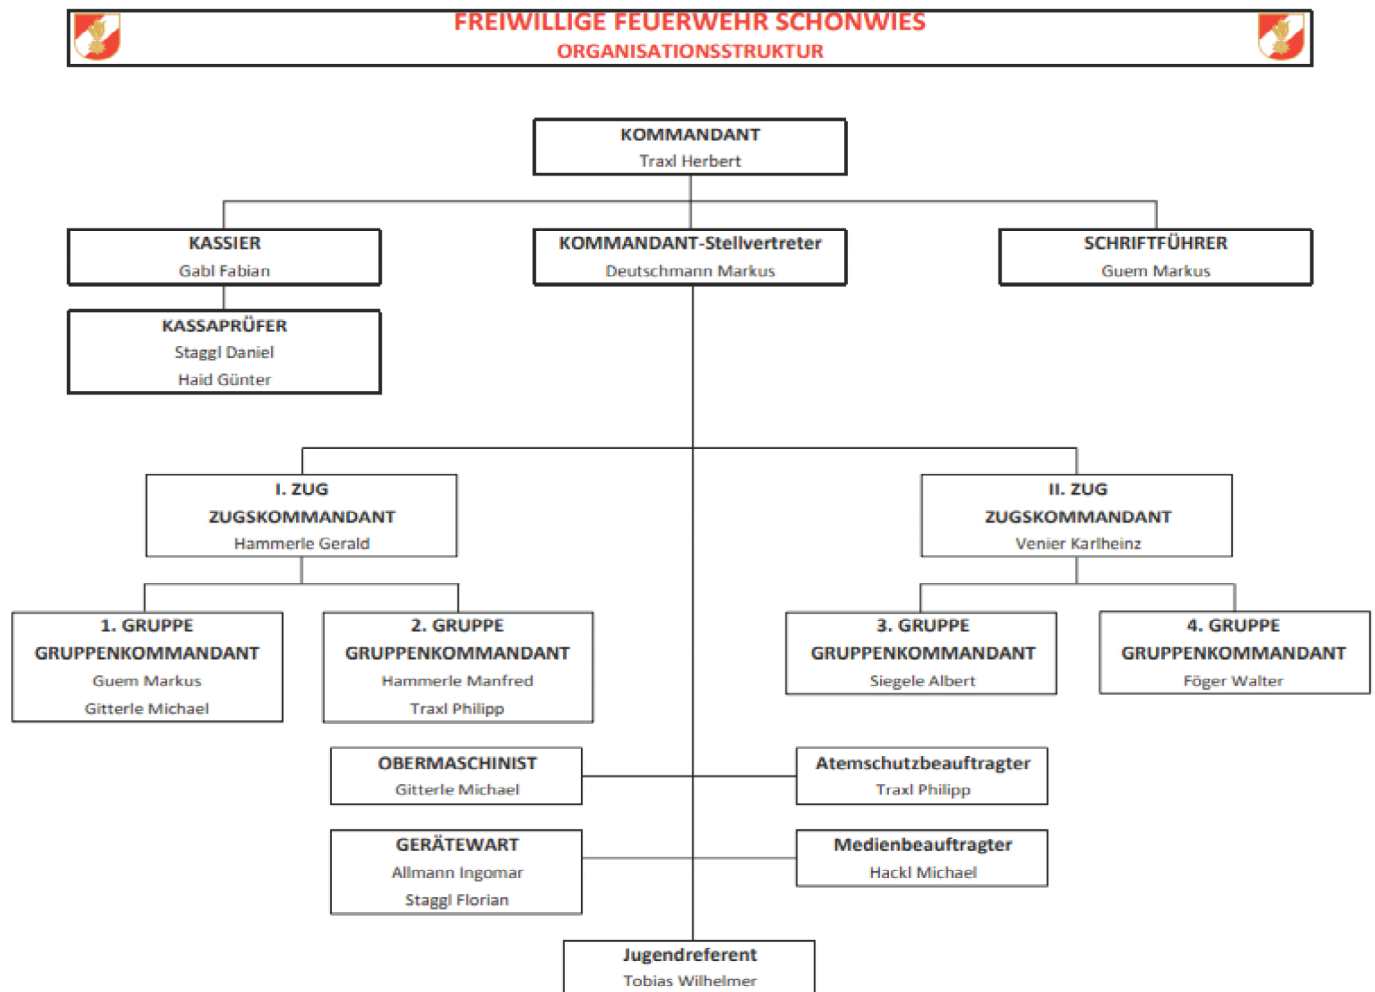 FREIWILLIGE FEUERWEHR SCHÖNWIES
ORGANISATIONSSTRUKTUR
KOMMANDANT
Traxl Herbert
KASSIER
Gabl Fabian
KOMMANDANT-Stellvertreter
Deutschmann Markus
SCHRIFTFÜHRER
Guem Markus
KASSAPRÜFER
Staggl Daniel
Haid Günter
I. ZUG
ZUGSKOMMANDANT
Hammerle Gerald
II. ZUG
ZUGSKOMMANDANT
Venier Karlheinz
1. GRUPPE
GRUPPENKOMMANDANT
Guem Markus
Gitterle Michael
2. GRUPPE
GRUPPENKOMMANDANT
Hammerle Manfred
Traxl Philipp
3. GRUPPE
GRUPPENKOMMANDANT
Siegele Albert
4. GRUPPE
GRUPPENKOMMANDANT
Föger Walter
OBERMASCHINIST
Gitterle Michael
Atemschutzbeauftragter
Traxl Philipp
GERÄTEWART
Allmann Ingomar
Staggl Florian
Medienbeauftragter
Hackl Michael
Jugendreferent
Tobias Wilhelmer